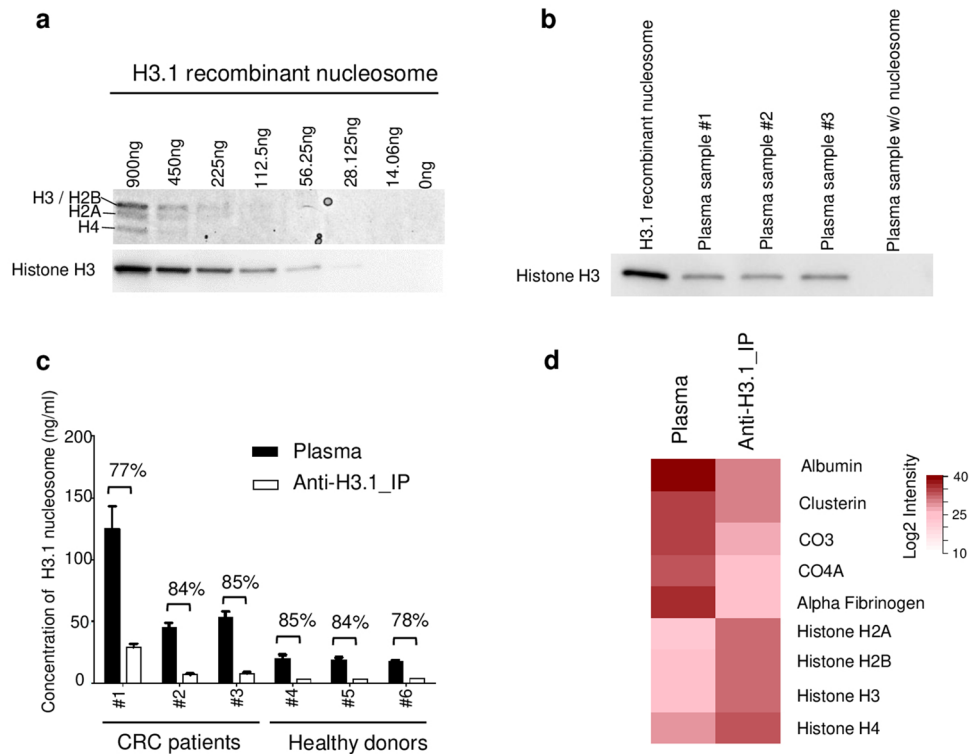 a
H3.1 recombinant nucleosome
900ng
450ng
225ng
112.5ng
56.25ng
28.125ng
14.06ng
0ng
H3 / H2B
H2A
H4
Histone H3
b
H3.1 recombinant nucleosome
Plasma sample #1
Plasma sample #2
Plasma sample #3
Plasma sample w/o nucleosome
Histone H3
c
Concentration of H3.1 nucleosome (ng/ml)
200
150
100
50
0
Plasma
Anti-H3.1_IP
77%
84%
85%
85%
84%
78%
#1
#2
#3
#4
#5
#6
CRC patients
Healthy donors
d
Plasma
Anti-H3.1_IP
Albumin
Clusterin
CO3
CO4A
Alpha Fibrinogen
Histone H2A
Histone H2B
Histone H3
Histone H4
Log2 Intensity
40
25
10